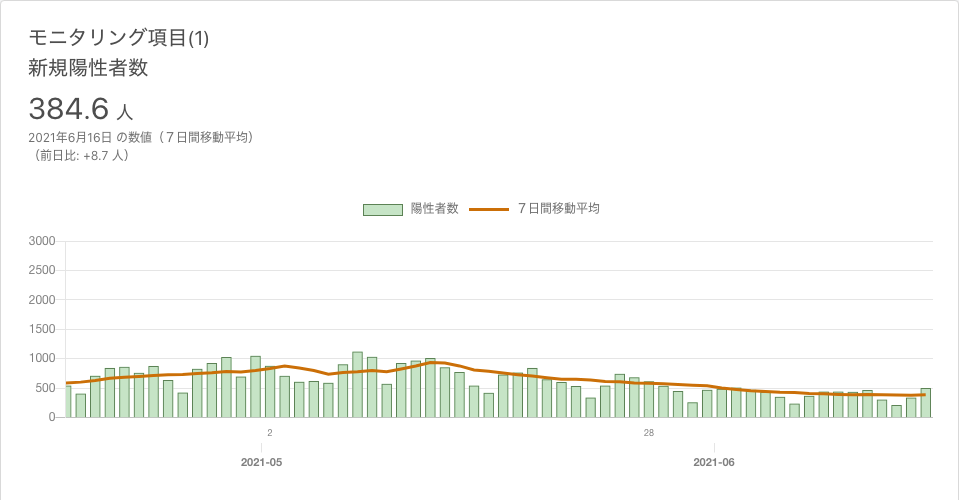 モニタリング項目(1)
新規陽性者数
384.6 人
2021年6月16日 の数値（７日間移動平均）
（前日比: +8.7 人）
陽性者数 ７日間移動平均
3000
2500
2000
1500
1000
500
0
2 28
2021-05 2021-06